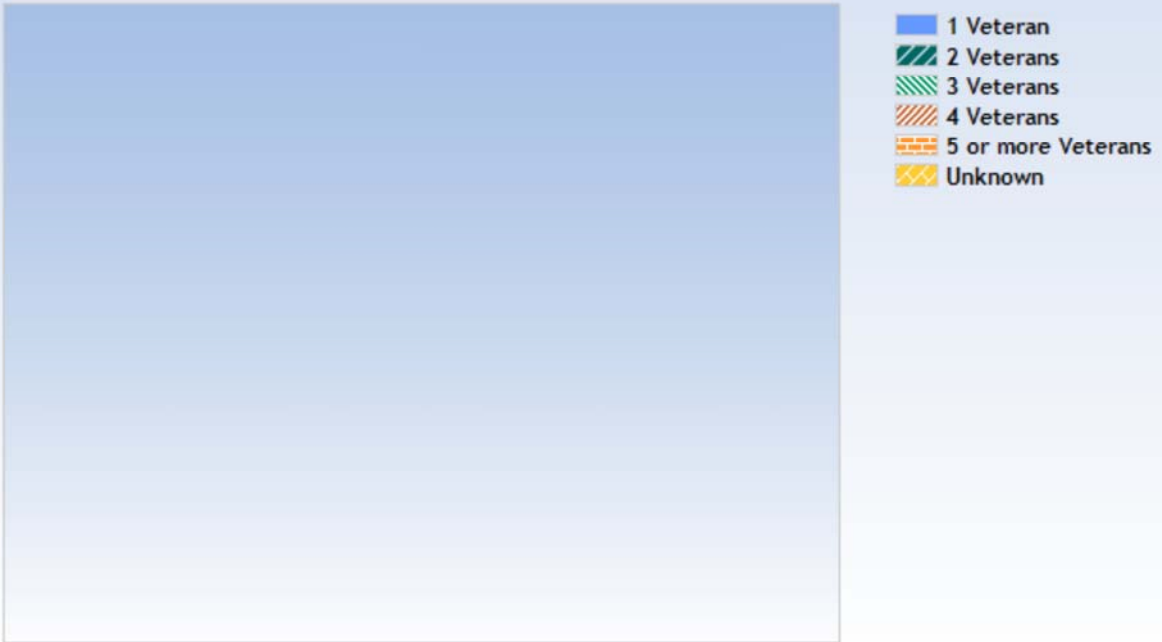 1 Veteran
2 Veterans
3 Veterans
4 Veterans
5 or more Veterans
Unknown